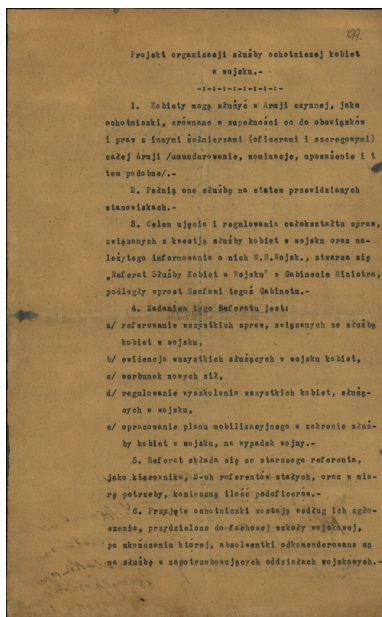 199.
Projekt organizacji służby ochotniczej kobiet
w wojsku.-
-:-:-:-:-:-:-:-
1. Kobiety mogą służyć w Armji czynnej, jako
ochotniczki, zrównane w zupełności co do obowiązków
i praw z innymi żołnierzami (oficerami i szeregowymi)
całej Armji /umundurowanie, nominacje, uposażenie i t
tem podobne/.-
2. Pełnią one służbę na etatem przewidzianych
stanowiskach.-
3. Celem ujęcia i regulowania całokształtu spraw,
związanych z kwestją służby kobiet w wojsku oraz na-
leżytego informowania o nich M.S.Wojsk., stwarza się
„Referat Służby Kobiet w Wojsku" w Gabinecie Ministra,
podległy wprost Szefowi tegoż Gabinetu.-
4. Zadaniem tego Referatu jest:
a/ referowanie wszystkich spraw, związanych ze służbą
kobiet w wojsku,
b/ ewidencja wszystkich służących w wojsku kobiet,
c/ werbunek nowych sił,
d/ regulowanie wyszkolenia wszystkich kobiet, służą-
cych w wojsku,
e/ opracowanie planu mobilizacyjnego w zakresie służ-
by kobiet w wojsku, na wypadek wojny.-
5. Referat składa się ze starszego referenta,
jako kierownika, 2-ch referentów stałych, oraz w mia-
rę potrzeby, konieczną ilość podoficerów.-
6. Przyjęte ochotniczki zostają według ich zgło-
szenia, przydzielone do fachowej szkoły wojskowej,
po ukończeniu której, absolwentki odkomenderowane są
na służbę w zapotrzebowujących oddziałach wojskowych.-